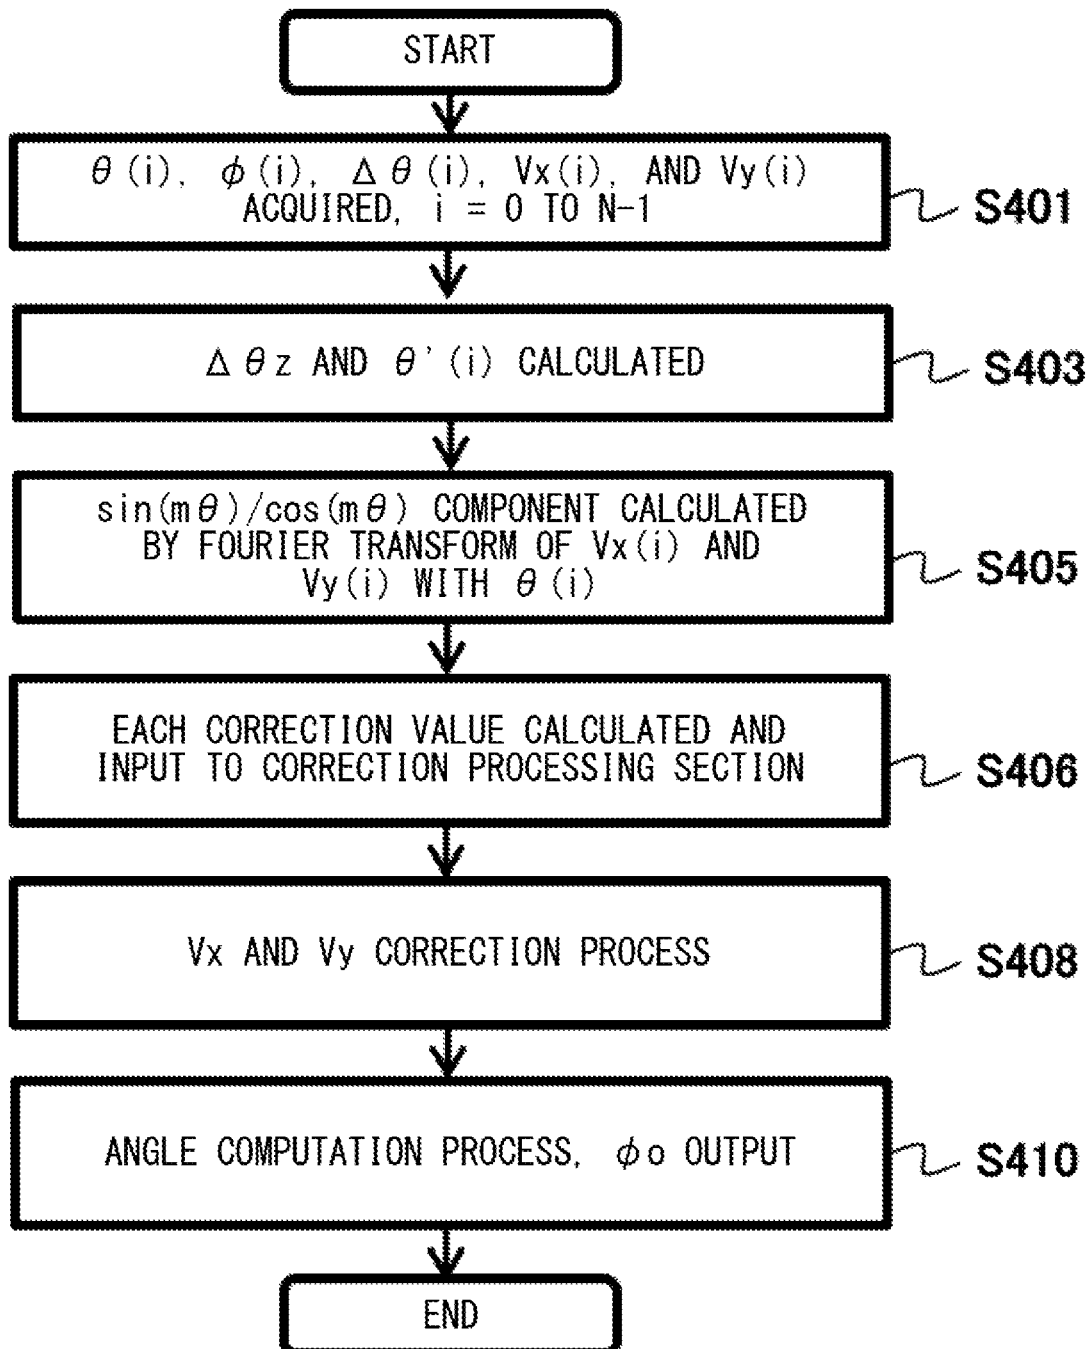 START
θ(i), φ(i), Δθ(i), Vx(i), AND Vy(i)
ACQUIRED, i = 0 TO N-1
S401
Δθz AND θ'(i) CALCULATED
S403
sin(mθ)/cos(mθ) COMPONENT CALCULATED
BY FOURIER TRANSFORM OF Vx(i) AND
Vy(i) WITH θ(i)
S405
EACH CORRECTION VALUE CALCULATED AND
INPUT TO CORRECTION PROCESSING SECTION
S406
Vx AND Vy CORRECTION PROCESS
S408
ANGLE COMPUTATION PROCESS, φo OUTPUT
S410
END